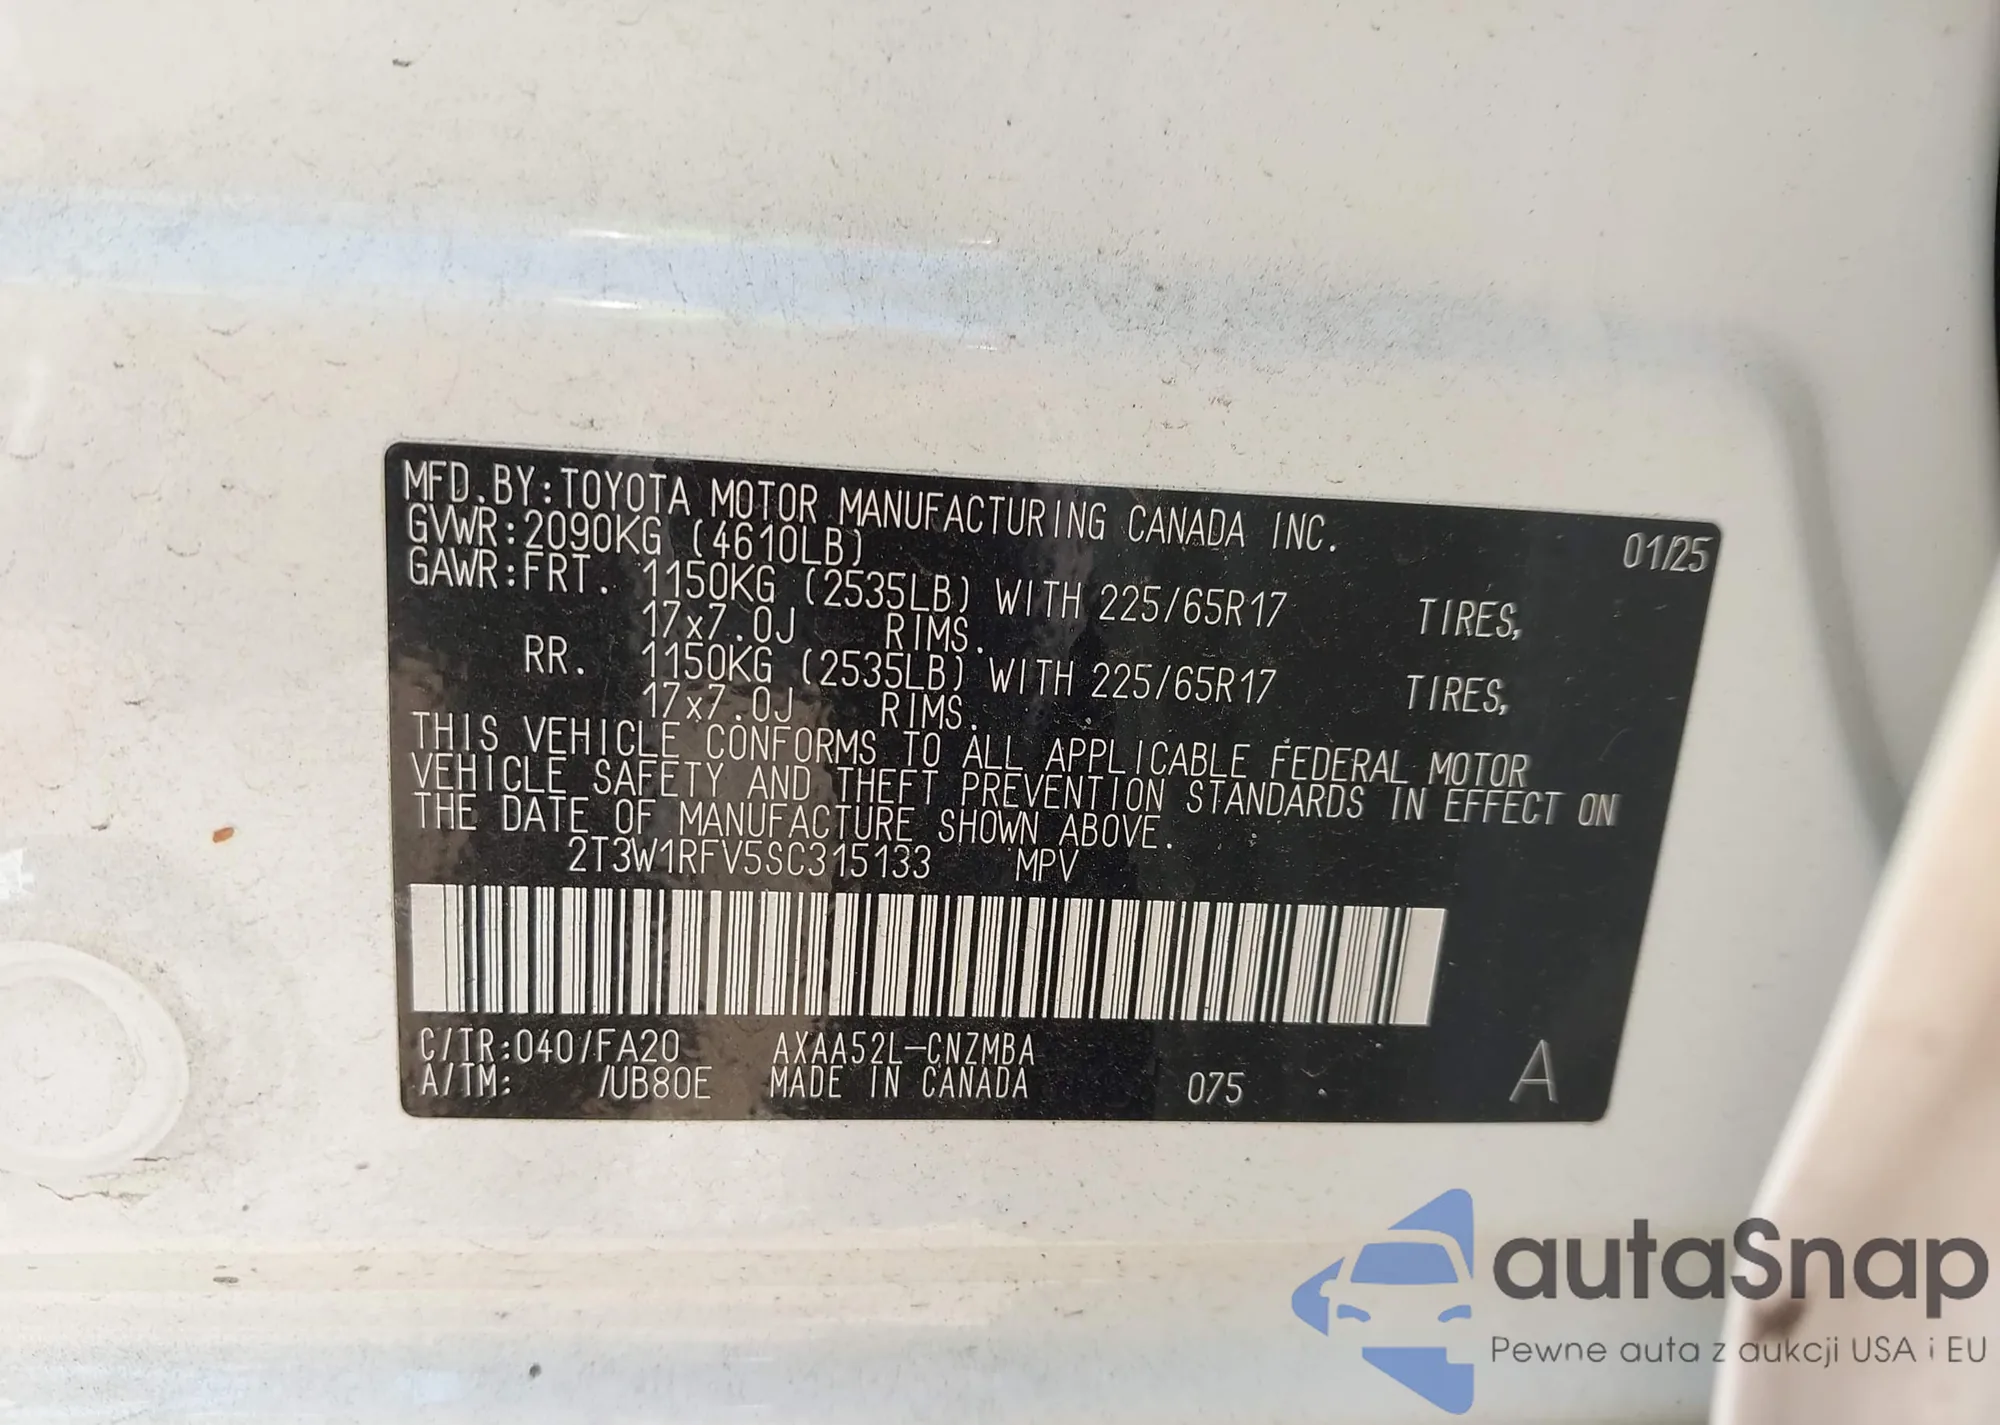 MFD.BY:TOYOTA MOTOR MANUFACTURING CANADA INC. 01/25
GVWR:2090KG (4610LB)
GAWR:FRT. 1150KG (2535LB) WITH 225/65R17 TIRES,
17x7.0J RIMS.
RR. 1150KG (2535LB) WITH 225/65R17 TIRES,
17x7.0J RIMS.
THIS VEHICLE CONFORMS TO ALL APPLICABLE FEDERAL MOTOR
VEHICLE SAFETY AND THEFT PREVENTION STANDARDS IN EFFECT ON
THE DATE OF MANUFACTURE SHOWN ABOVE.
2T3W1RFV5SC315133 MPV
C/TR:040/FA20 AXAA52L-CNZMBA
A/TM: /UB80E MADE IN CANADA 075 A
autaSnap
Pewne auta z aukcji USA i EU